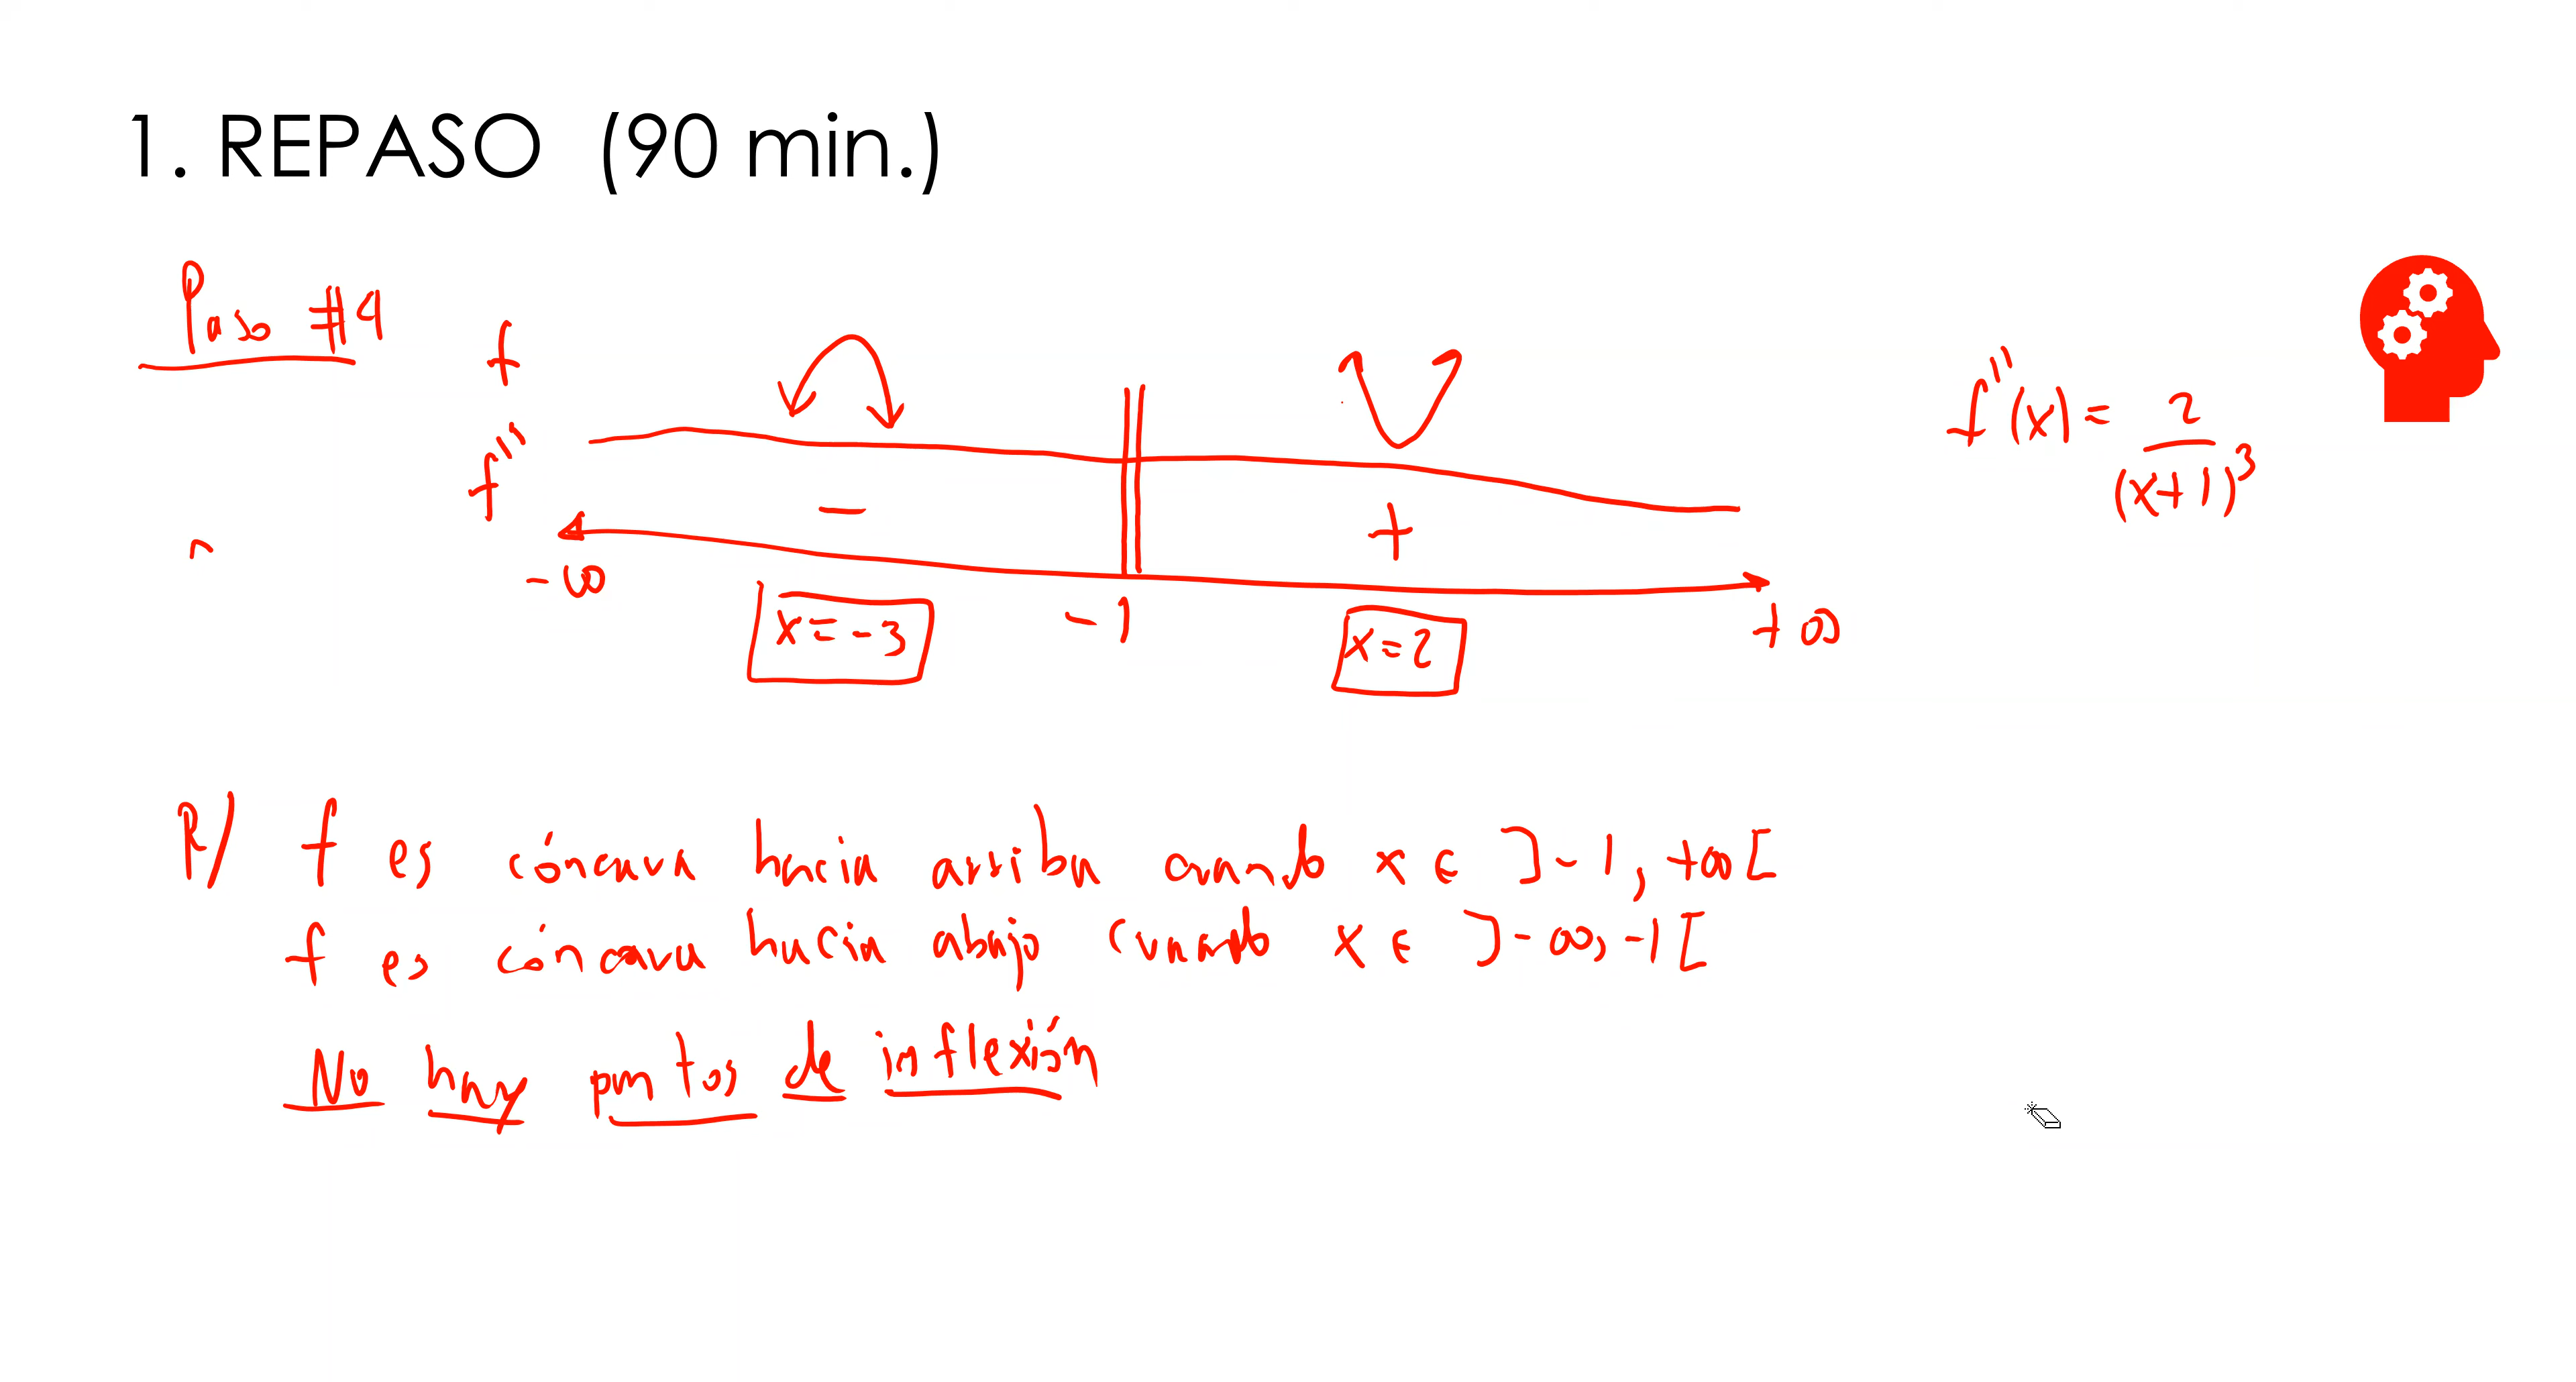 1. REPASO (90 min.)
Paso #4
f
f''
- +
-∞ x=-3 -1 x=2 +∞
f''(x) = 2/(x+1)^3
R/ f es cóncava hacia arriba cuando x ∈ ]-1, +∞[
f es cóncava hacia abajo cuando x ∈ ]-∞, -1[
No hay puntos de inflexión